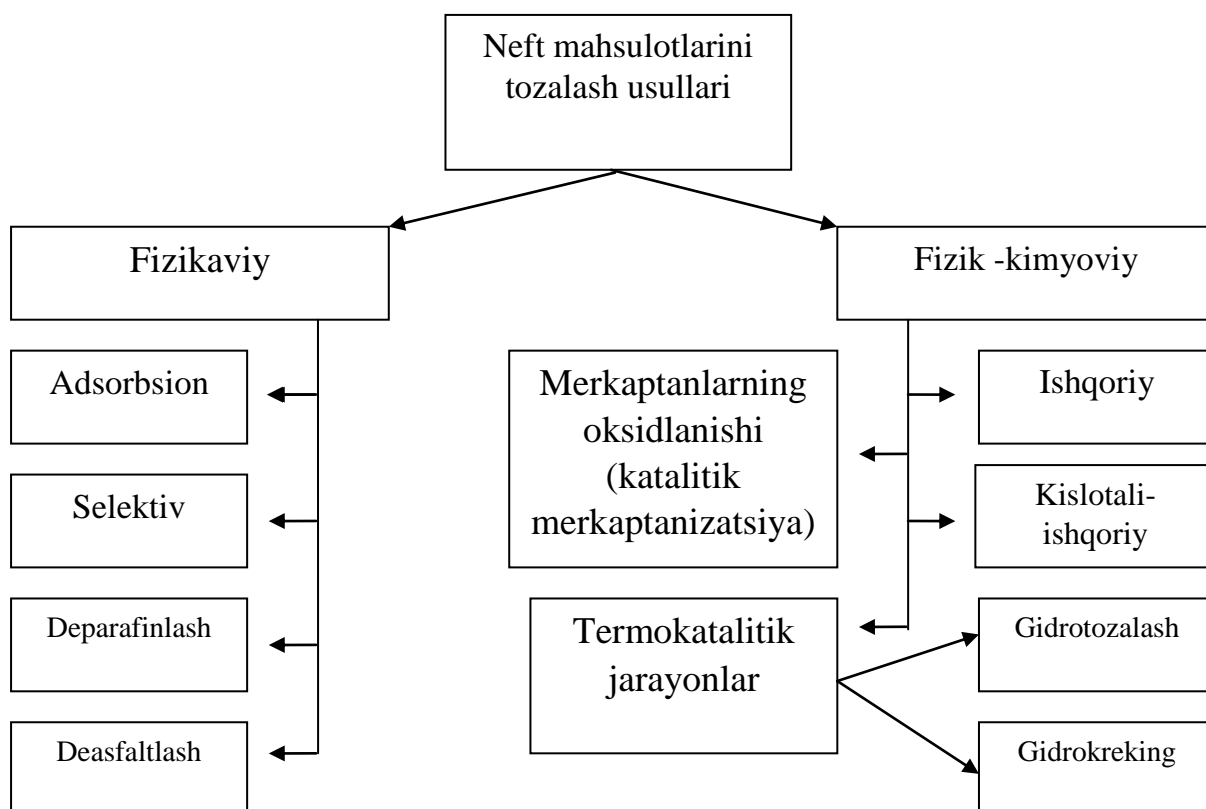 Neft mahsulotlarini
tozalash usullari
Fizikaviy
Fizik -kimyoviy
Adsorbsion
Selektiv
Deparafinlash
Deasfaltlash
Merkaptanlarning
oksidlanishi
(katalitik
merkaptanizatsiya)
Termokatalitik
jarayonlar
Ishqoriy
Kislotali-
ishqoriy
Gidrotozalash
Gidrokreking